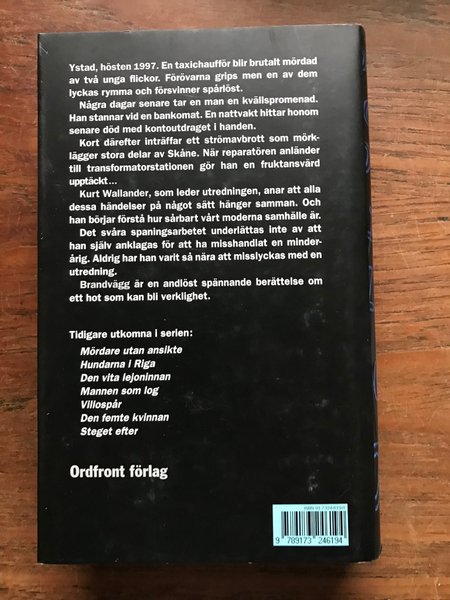 Ystad, hösten 1997. En taxichaufför blir brutalt mördad
av två unga flickor. Förövarna grips men en av dem
lyckas rymma och försvinner spårlöst.
Några dagar senare tar en man en kvällspromenad.
Han stannar vid en bankomat. En nattvakt hittar honom
senare död med kontoutdraget i handen.
Kort därefter inträffar ett strömavbrott som mörk-
lägger stora delar av Skåne. När reparatören anländer
till transformatorstationen gör han en fruktansvärd
upptäckt...
Kurt Wallander, som leder utredningen, anar att alla
dessa händelser på något sätt hänger samman. Och
han börjar förstå hur sårbart vårt moderna samhälle är.
Det svåra spaningsarbetet underlättas inte av att
han själv anklagas för att ha misshandlat en minder-
årig. Aldrig har han varit så nära att misslyckas med en
utredning.
Brandvägg är en andlöst spännande berättelse om
ett hot som kan bli verklighet.
Tidigare utkomna i serien:
Mördare utan ansikte
Hundarna i Riga
Den vita lejoninnan
Mannen som log
Villospår
Den femte kvinnan
Steget efter
Ordfront förlag
9 789173 246194